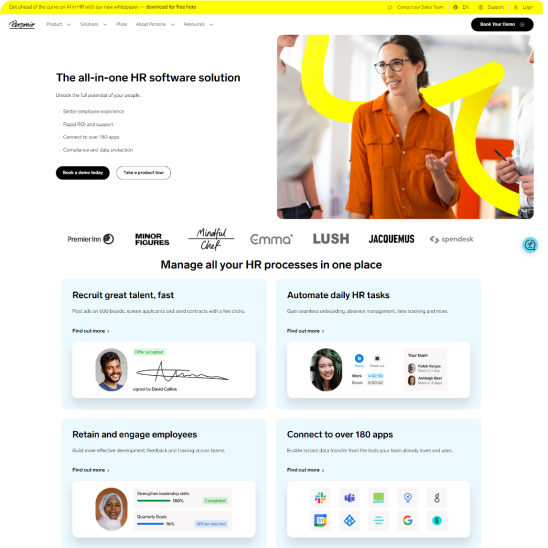 Get ahead of the curve on AI in HR with our new whitepaper — download for free here
Contact our Sales Team
EN
Support
Login
Personio
Product
Solutions
Plans
About Personio
Resources
Book Your Demo
The all-in-one HR software solution
Unlock the full potential of your people.
Better employee experience
Rapid ROI and support
Connect to over 180 apps
Compliance and data protection
Book a demo today
Take a product tour
Premier Inn
MINOR
FIGURES
Mindful
Chef
Emma
LUSH
JACQUEMUS
spendesk
Manage all your HR processes in one place
Recruit great talent, fast
Post ads on 600 boards, screen applicants and send contracts with a few clicks.
Find out more
Offer accepted
signed by David Collins
Automate daily HR tasks
Gain seamless onboarding, absence management, time tracking and more.
Find out more
Pause
Clock out
Work
Break
Your team
Kaleb Vargas
Ashleigh Best
Retain and engage employees
Build more effective development, feedback and training across teams.
Find out more
Strengthen leadership skills
100%
Completed
Quarterly Goals
76%
Will be required
Connect to over 180 apps
Enable instant data transfer from the tools your team already loves and uses.
Find out more